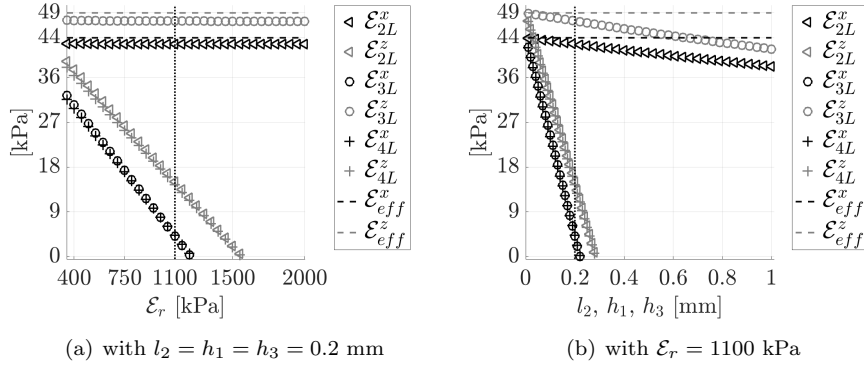 49
44
36
27
18
9
0
[kPa]
400 750 1100 1550 2000
ℰ_r [kPa]
ℰ^x_{2L}
ℰ^z_{2L}
ℰ^x_{3L}
ℰ^z_{3L}
ℰ^x_{4L}
ℰ^z_{4L}
ℰ^x_{eff}
ℰ^z_{eff}
(a) with l_2 = h_1 = h_3 = 0.2 mm
49
44
36
27
18
9
0
[kPa]
0 0.2 0.4 0.6 0.8 1
l_2, h_1, h_3 [mm]
ℰ^x_{2L}
ℰ^z_{2L}
ℰ^x_{3L}
ℰ^z_{3L}
ℰ^x_{4L}
ℰ^z_{4L}
ℰ^x_{eff}
ℰ^z_{eff}
(b) with ℰ_r = 1100 kPa